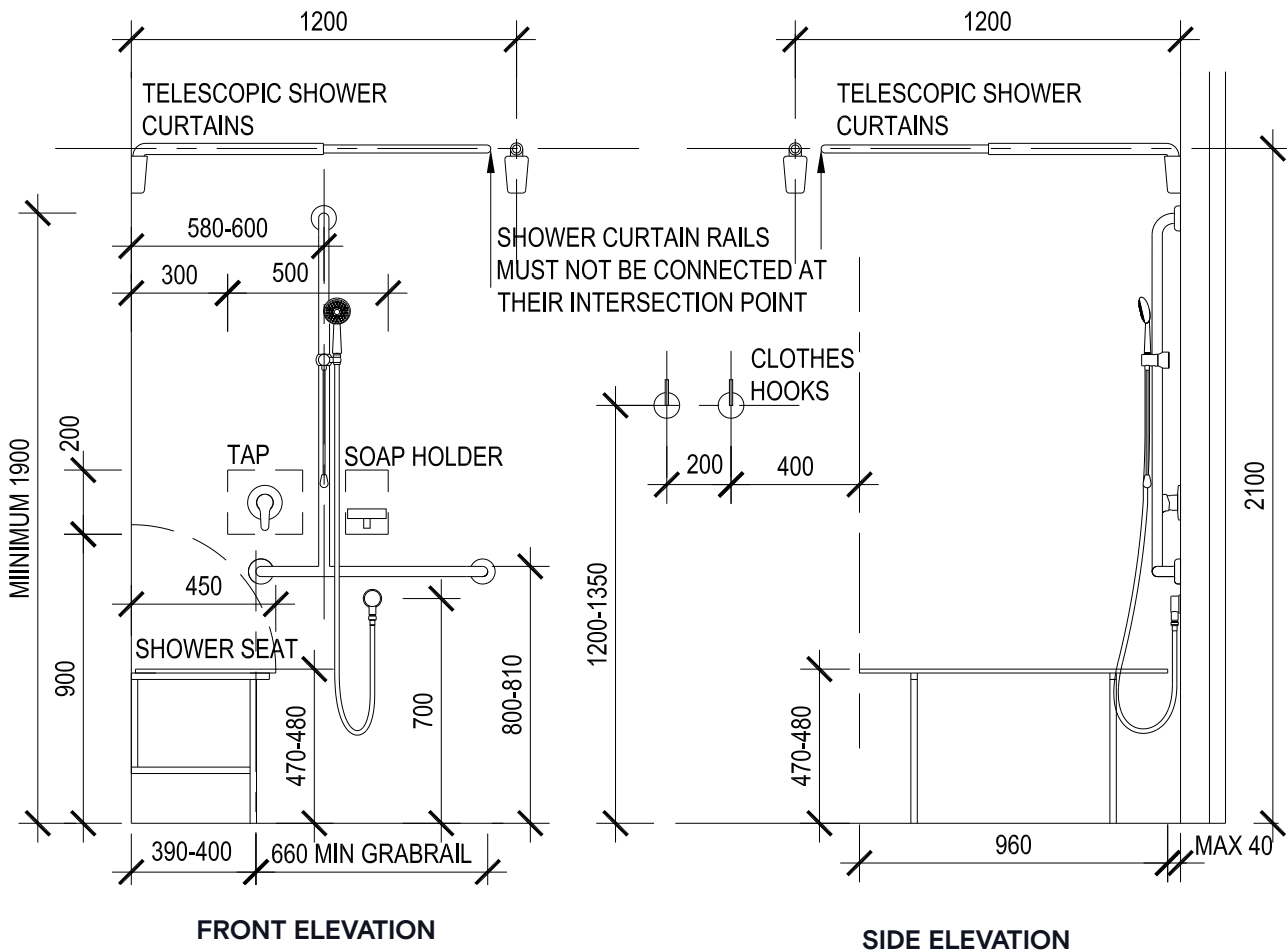 1200
1200
TELESCOPIC SHOWER
CURTAINS
TELESCOPIC SHOWER
CURTAINS
580-600
300
500
SHOWER CURTAIN RAILS
MUST NOT BE CONNECTED AT
THEIR INTERSECTION POINT
CLOTHES
HOOKS
MIINIMUM 1900
200
TAP
SOAP HOLDER
200
400
2100
450
1200-1350
SHOWER SEAT
900
470-480
700
800-810
470-480
390-400
660 MIN GRABRAIL
960
MAX 40
FRONT ELEVATION
SIDE ELEVATION